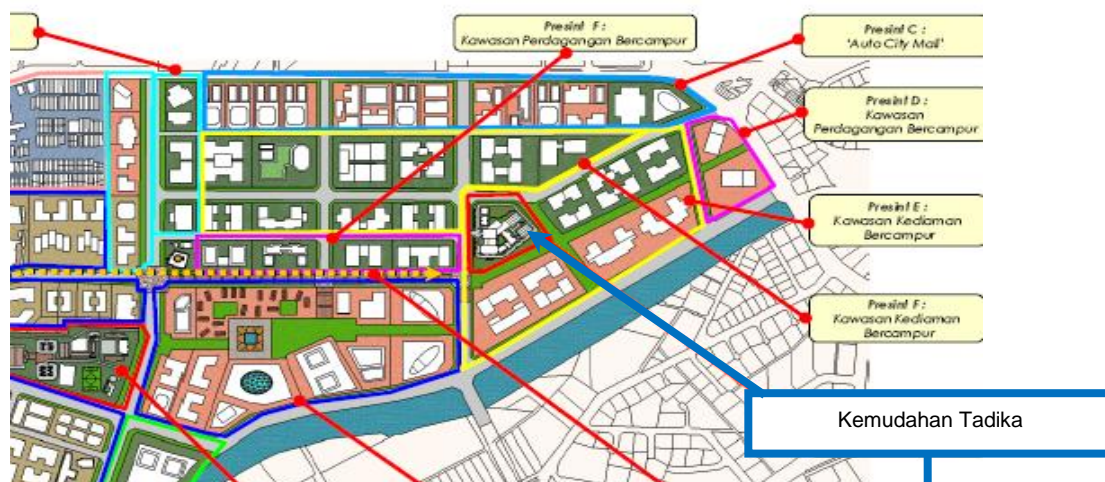 Presint F :
Kawasan Perdagangan Bercampur
Presint C :
'Auto City Mall'
Presint D :
Kawasan
Perdagangan Bercampur
Presint E :
Kawasan Kediaman
Bercampur
Presint F :
Kawasan Kediaman
Bercampur
Kemudahan Tadika